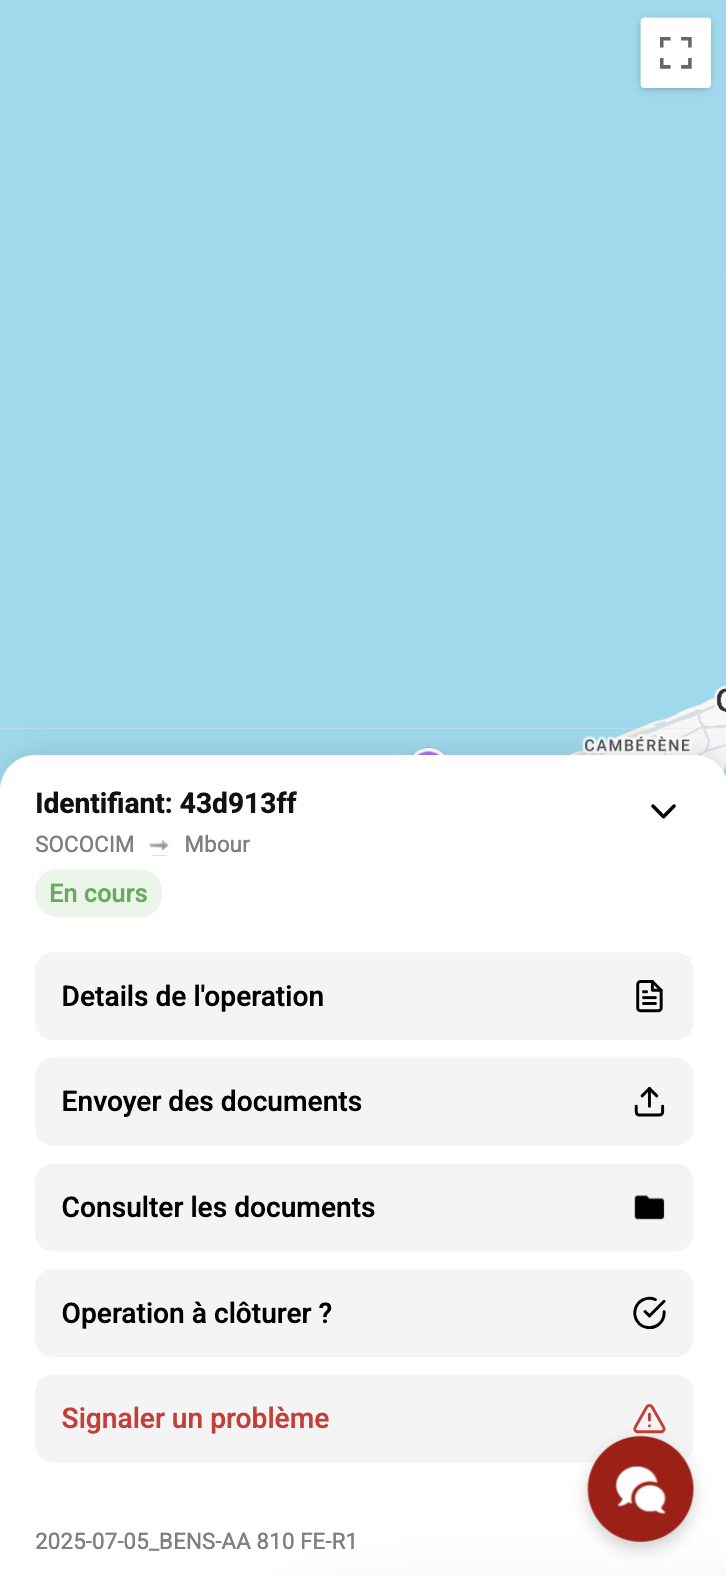 CAMBÉRÈNE
Identifiant: 43d913ff
SOCOCIM → Mbour
En cours
Details de l'operation
Envoyer des documents
Consulter les documents
Operation à clôturer ?
Signaler un problème
2025-07-05_BENS-AA 810 FE-R1